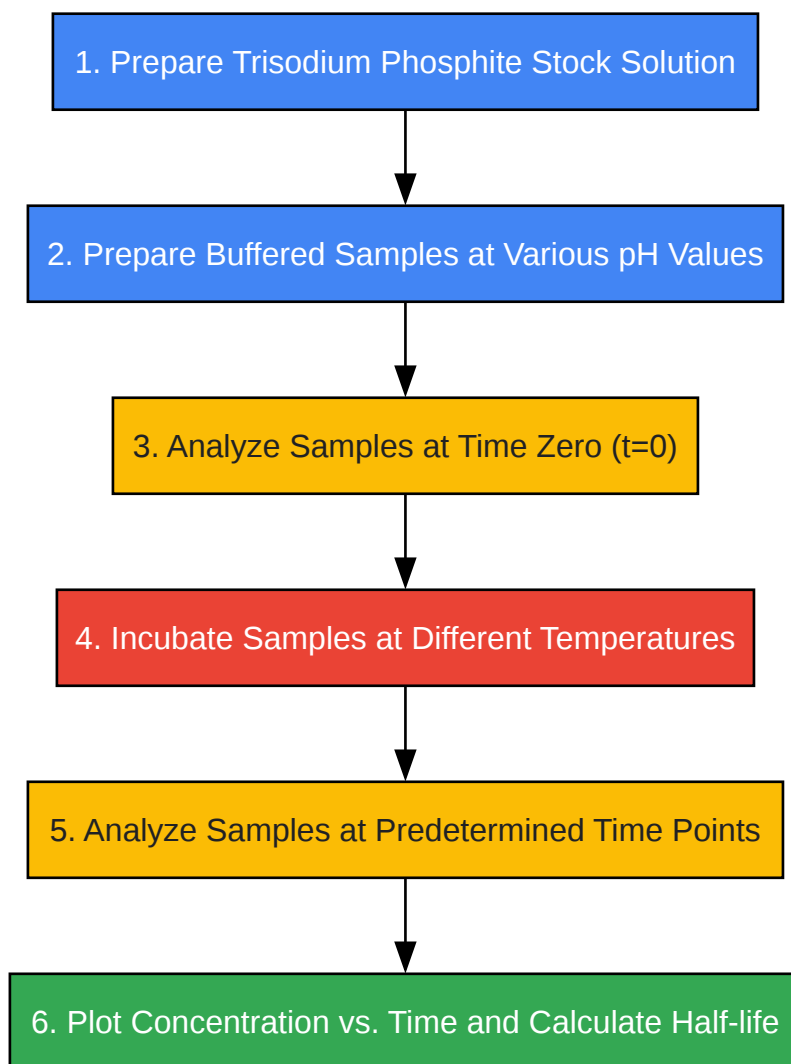 1. Prepare Trisodium Phosphite Stock Solution
2. Prepare Buffered Samples at Various pH Values
3. Analyze Samples at Time Zero (t=0)
4. Incubate Samples at Different Temperatures
5. Analyze Samples at Predetermined Time Points
6. Plot Concentration vs. Time and Calculate Half-life